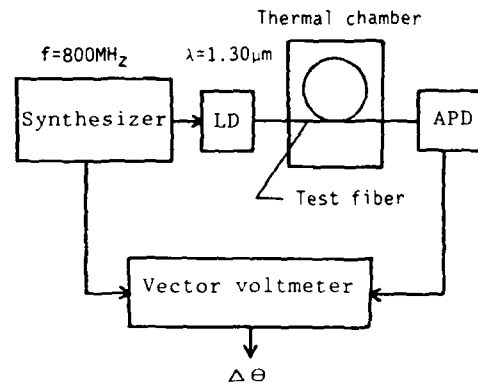 Thermal chamber
f=800MHz
λ=1.30μm
Synthesizer
LD
APD
Test fiber
Vector voltmeter
Δθ